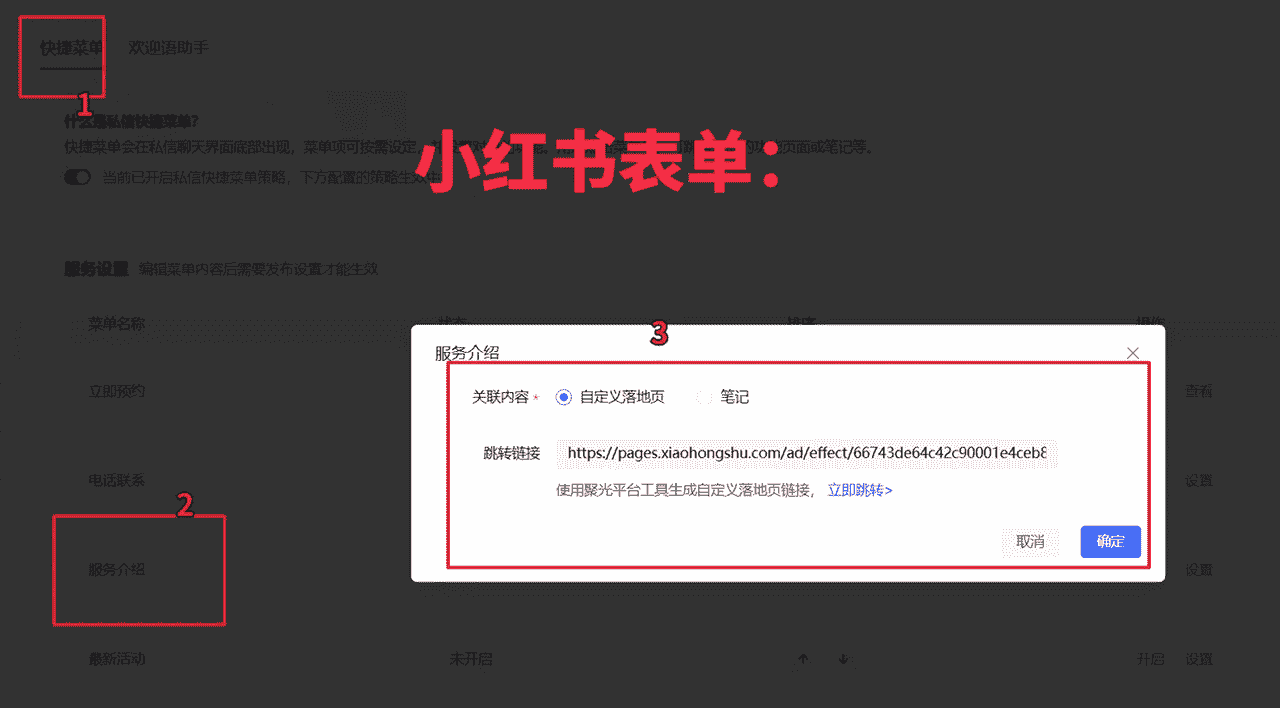 快捷菜单 欢迎语助手
1
什么是私信快捷菜单?
小红书表单:
快捷菜单会在私信聊天界面底部出现，菜单项可按需设定，
页面或笔记等。
当前已开启私信快捷菜单策略，下方配置的策略生效中
服务设置 编辑菜单内容后需要发布设置才能生效
菜单名称 状态 排序 操作
3
服务介绍
立即预约 查看
关联内容 * 自定义落地页 笔记
跳转链接 https://pages.xiaohongshu.com/ad/effect/66743de64c42c90001e4ceb8
电话联系 设置
使用聚光平台工具生成自定义落地页链接， 立即跳转>
2
取消 确定
服务介绍 设置
最新活动 未开启 开启 设置